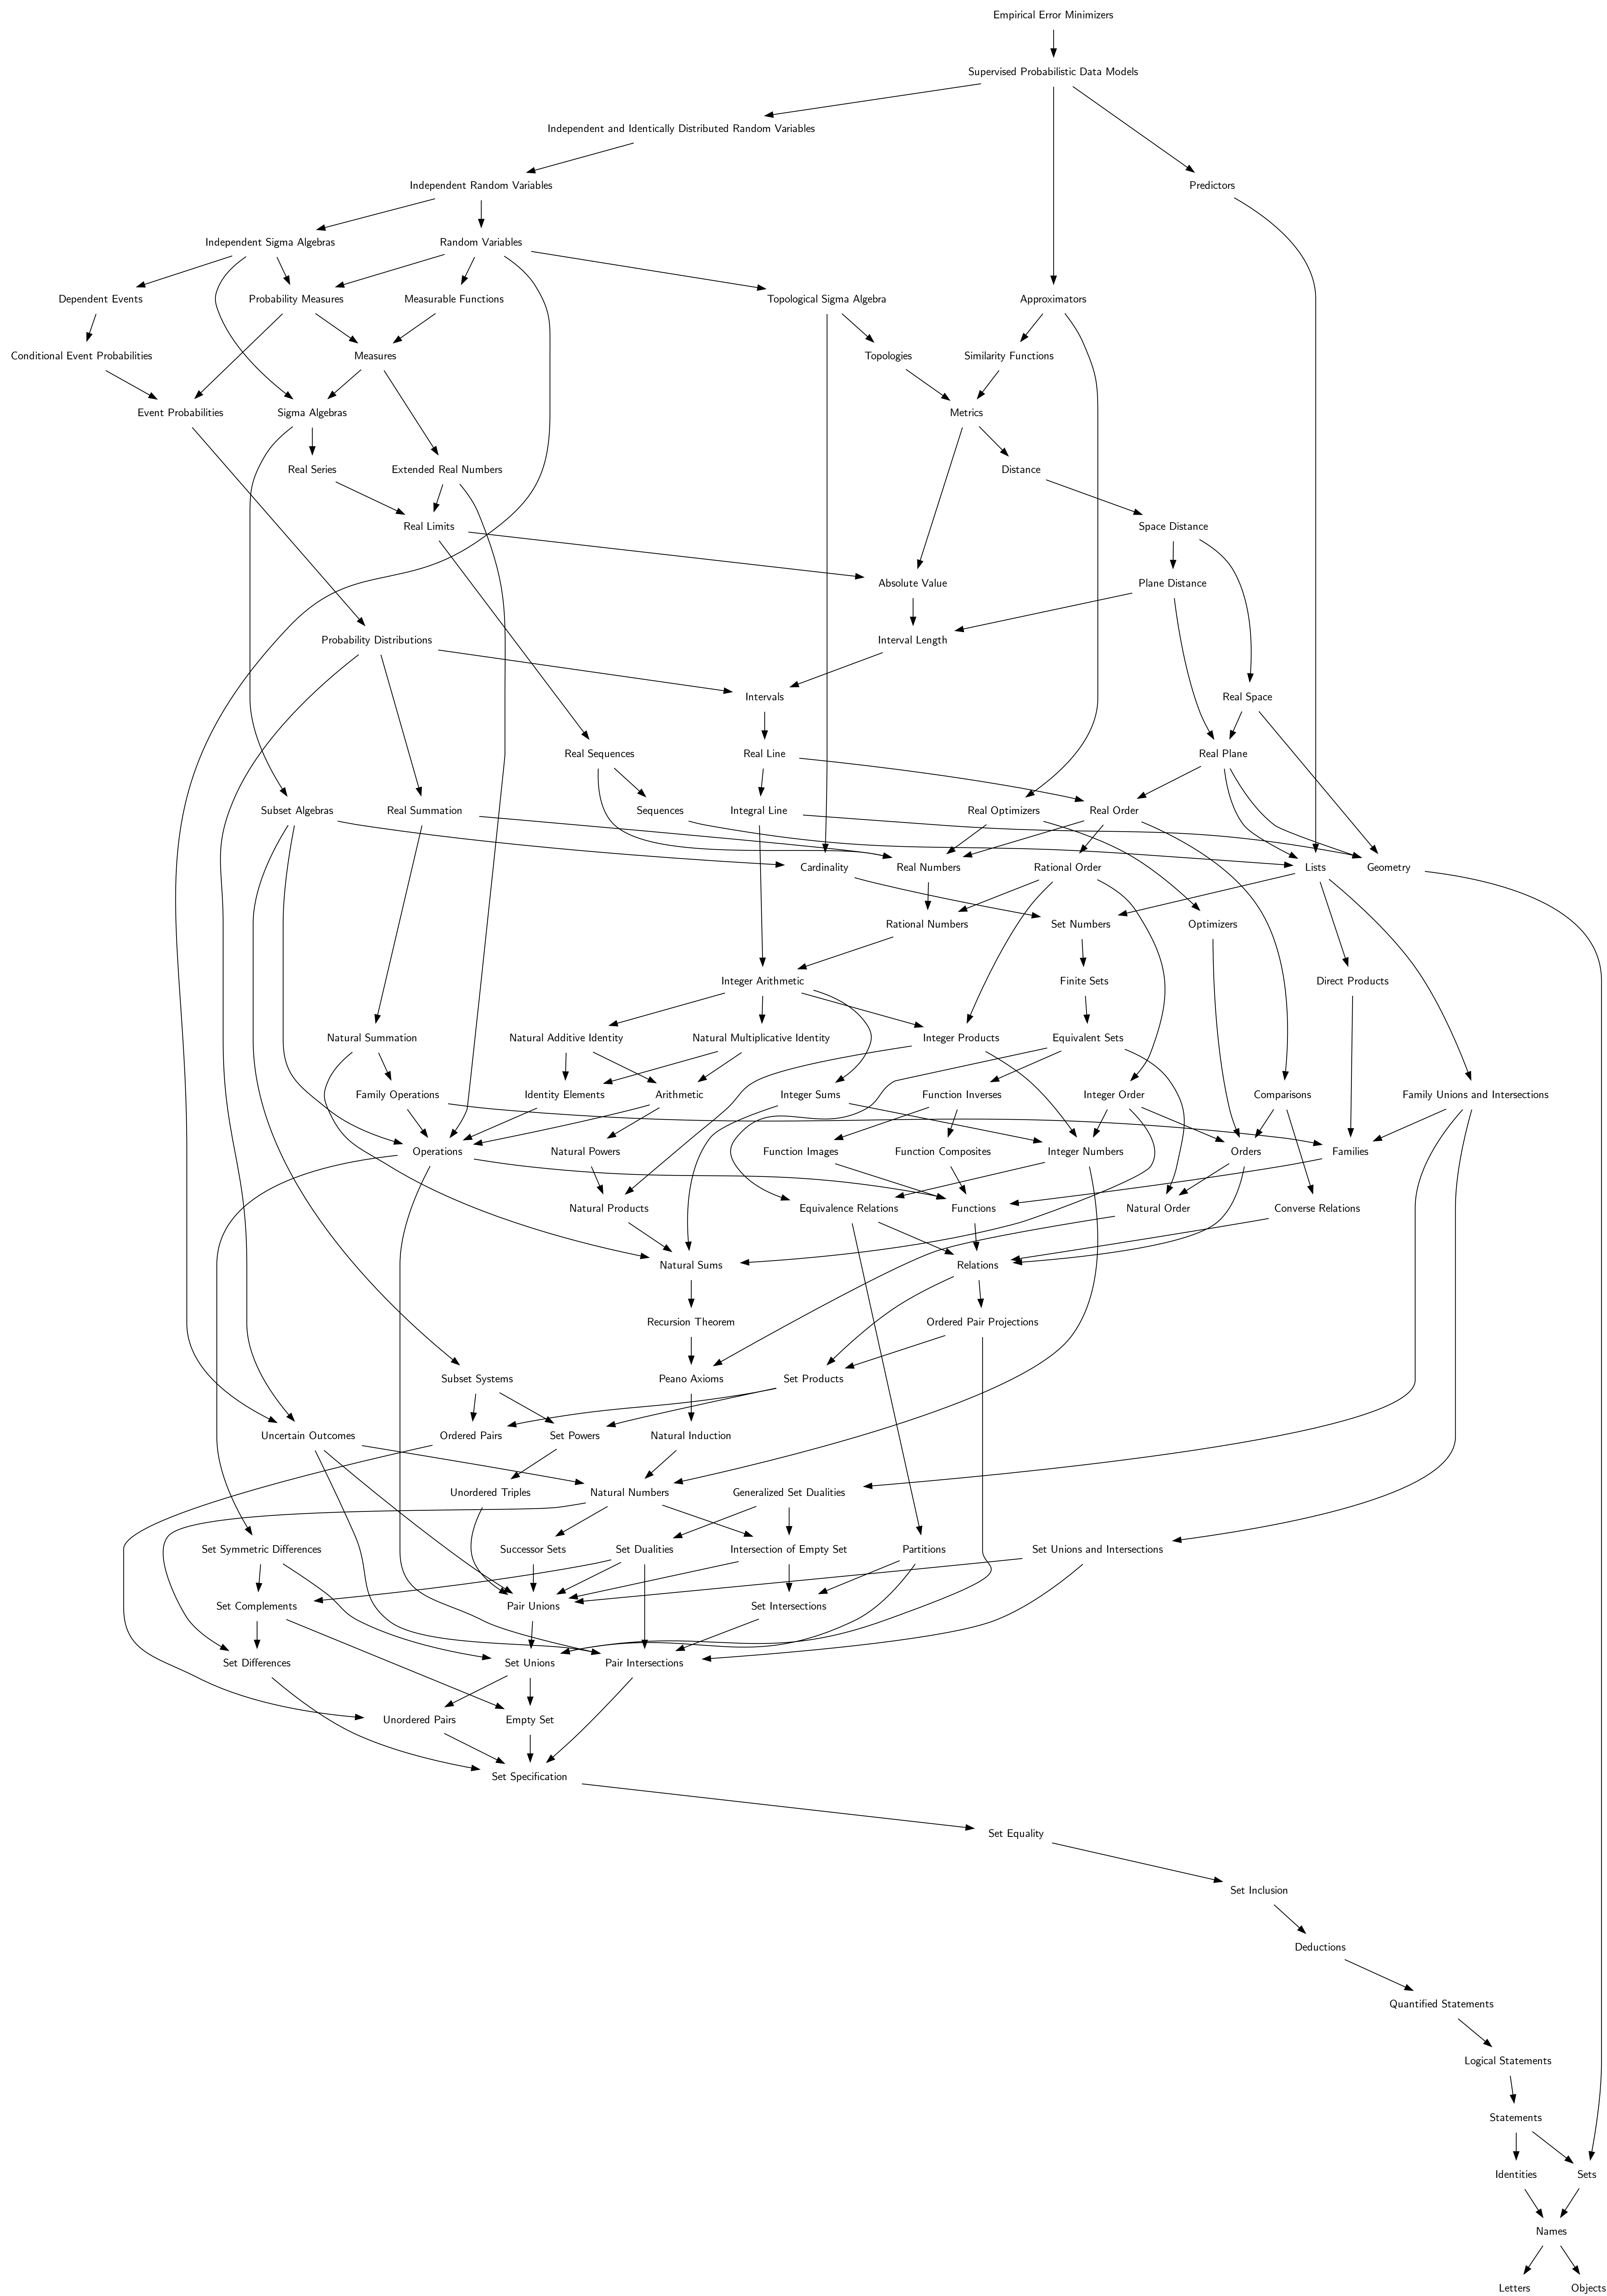 Empirical Error Minimizers
Supervised Probabilistic Data Models
Independent and Identically Distributed Random Variables
Independent Random Variables
Predictors
Independent Sigma Algebras
Random Variables
Dependent Events
Probability Measures
Measurable Functions
Topological Sigma Algebra
Approximators
Conditional Event Probabilities
Measures
Topologies
Similarity Functions
Event Probabilities
Sigma Algebras
Metrics
Real Series
Extended Real Numbers
Distance
Real Limits
Space Distance
Absolute Value
Plane Distance
Probability Distributions
Interval Length
Intervals
Real Space
Real Sequences
Real Line
Real Plane
Subset Algebras
Real Summation
Sequences
Integral Line
Real Optimizers
Real Order
Cardinality
Real Numbers
Rational Order
Lists
Geometry
Rational Numbers
Set Numbers
Optimizers
Integer Arithmetic
Finite Sets
Direct Products
Natural Summation
Natural Additive Identity
Natural Multiplicative Identity
Integer Products
Equivalent Sets
Family Operations
Identity Elements
Arithmetic
Integer Sums
Function Inverses
Integer Order
Comparisons
Family Unions and Intersections
Operations
Natural Powers
Function Images
Function Composites
Integer Numbers
Orders
Families
Natural Products
Equivalence Relations
Functions
Natural Order
Converse Relations
Natural Sums
Relations
Recursion Theorem
Ordered Pair Projections
Subset Systems
Peano Axioms
Set Products
Uncertain Outcomes
Ordered Pairs
Set Powers
Natural Induction
Unordered Triples
Natural Numbers
Generalized Set Dualities
Set Symmetric Differences
Successor Sets
Set Dualities
Intersection of Empty Set
Partitions
Set Unions and Intersections
Set Complements
Pair Unions
Set Intersections
Set Differences
Set Unions
Pair Intersections
Unordered Pairs
Empty Set
Set Specification
Set Equality
Set Inclusion
Deductions
Quantified Statements
Logical Statements
Statements
Identities
Sets
Names
Letters
Objects